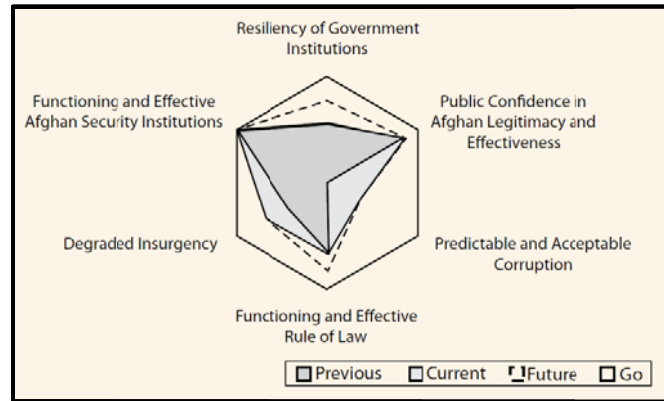 Resiliency of Government
Institutions
Functioning and Effective
Afghan Security Institutions
Public Confidence in
Afghan Legitimacy and
Effectiveness
Degraded Insurgency
Predictable and Acceptable
Corruption
Functioning and Effective
Rule of Law
Previous Current Future Go